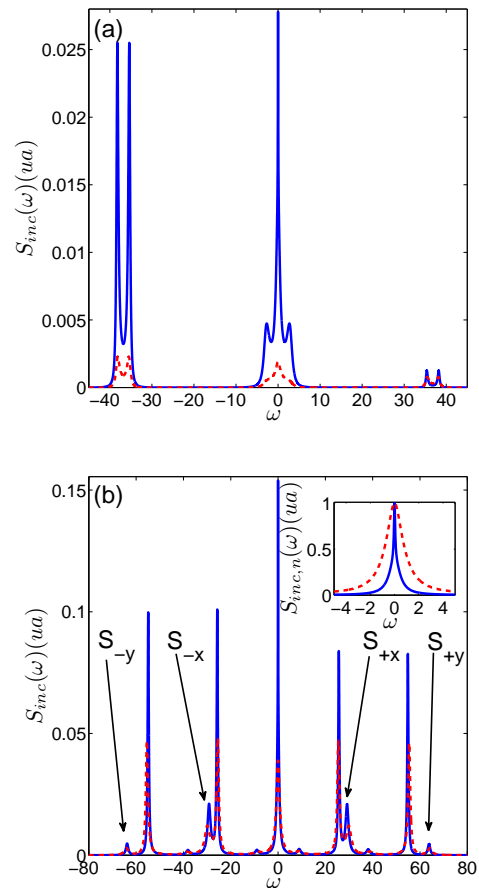 (a)
0.025
0.02
0.015
0.01
0.005
0
S_{inc}(ω)(ua)
−40 −30 −20 −10 0 10 20 30 40
ω
(b)
0.15
0.1
0.05
0
S_{inc}(ω)(ua)
S_{−y}
S_{−x}
S_{+x}
S_{+y}
1
0.5
0
S_{inc,n}(ω)(ua)
−4 −2 0 2 4
ω
−80 −60 −40 −20 0 20 40 60 80
ω